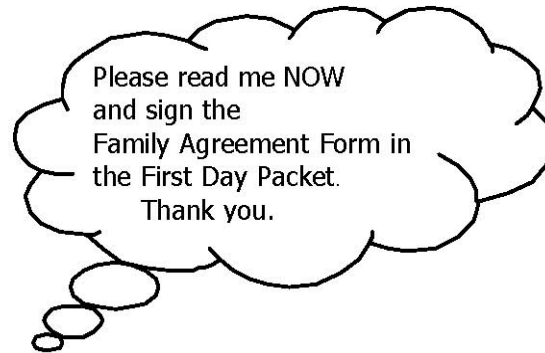 Please read me NOW
and sign the
Family Agreement Form in
the First Day Packet.
Thank you.